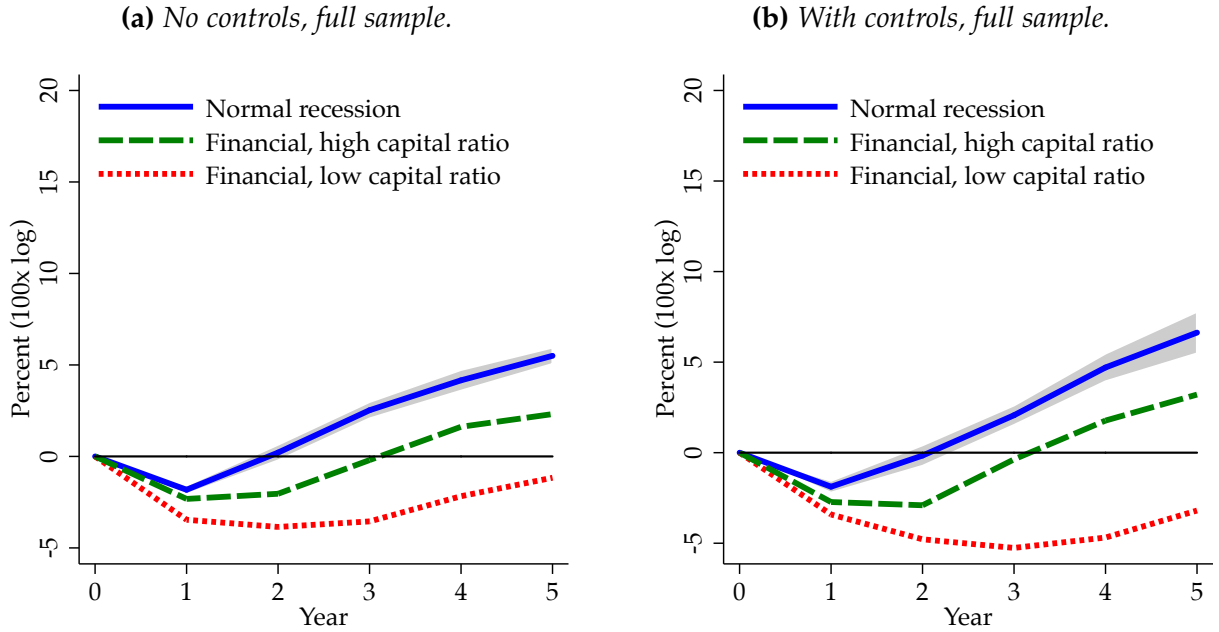 (a) No controls, full sample.
Percent (100x log)
20
15
10
5
0
-5
Normal recession
Financial, high capital ratio
Financial, low capital ratio
0 1 2 3 4 5
Year
(b) With controls, full sample.
Percent (100x log)
20
15
10
5
0
-5
Normal recession
Financial, high capital ratio
Financial, low capital ratio
0 1 2 3 4 5
Year